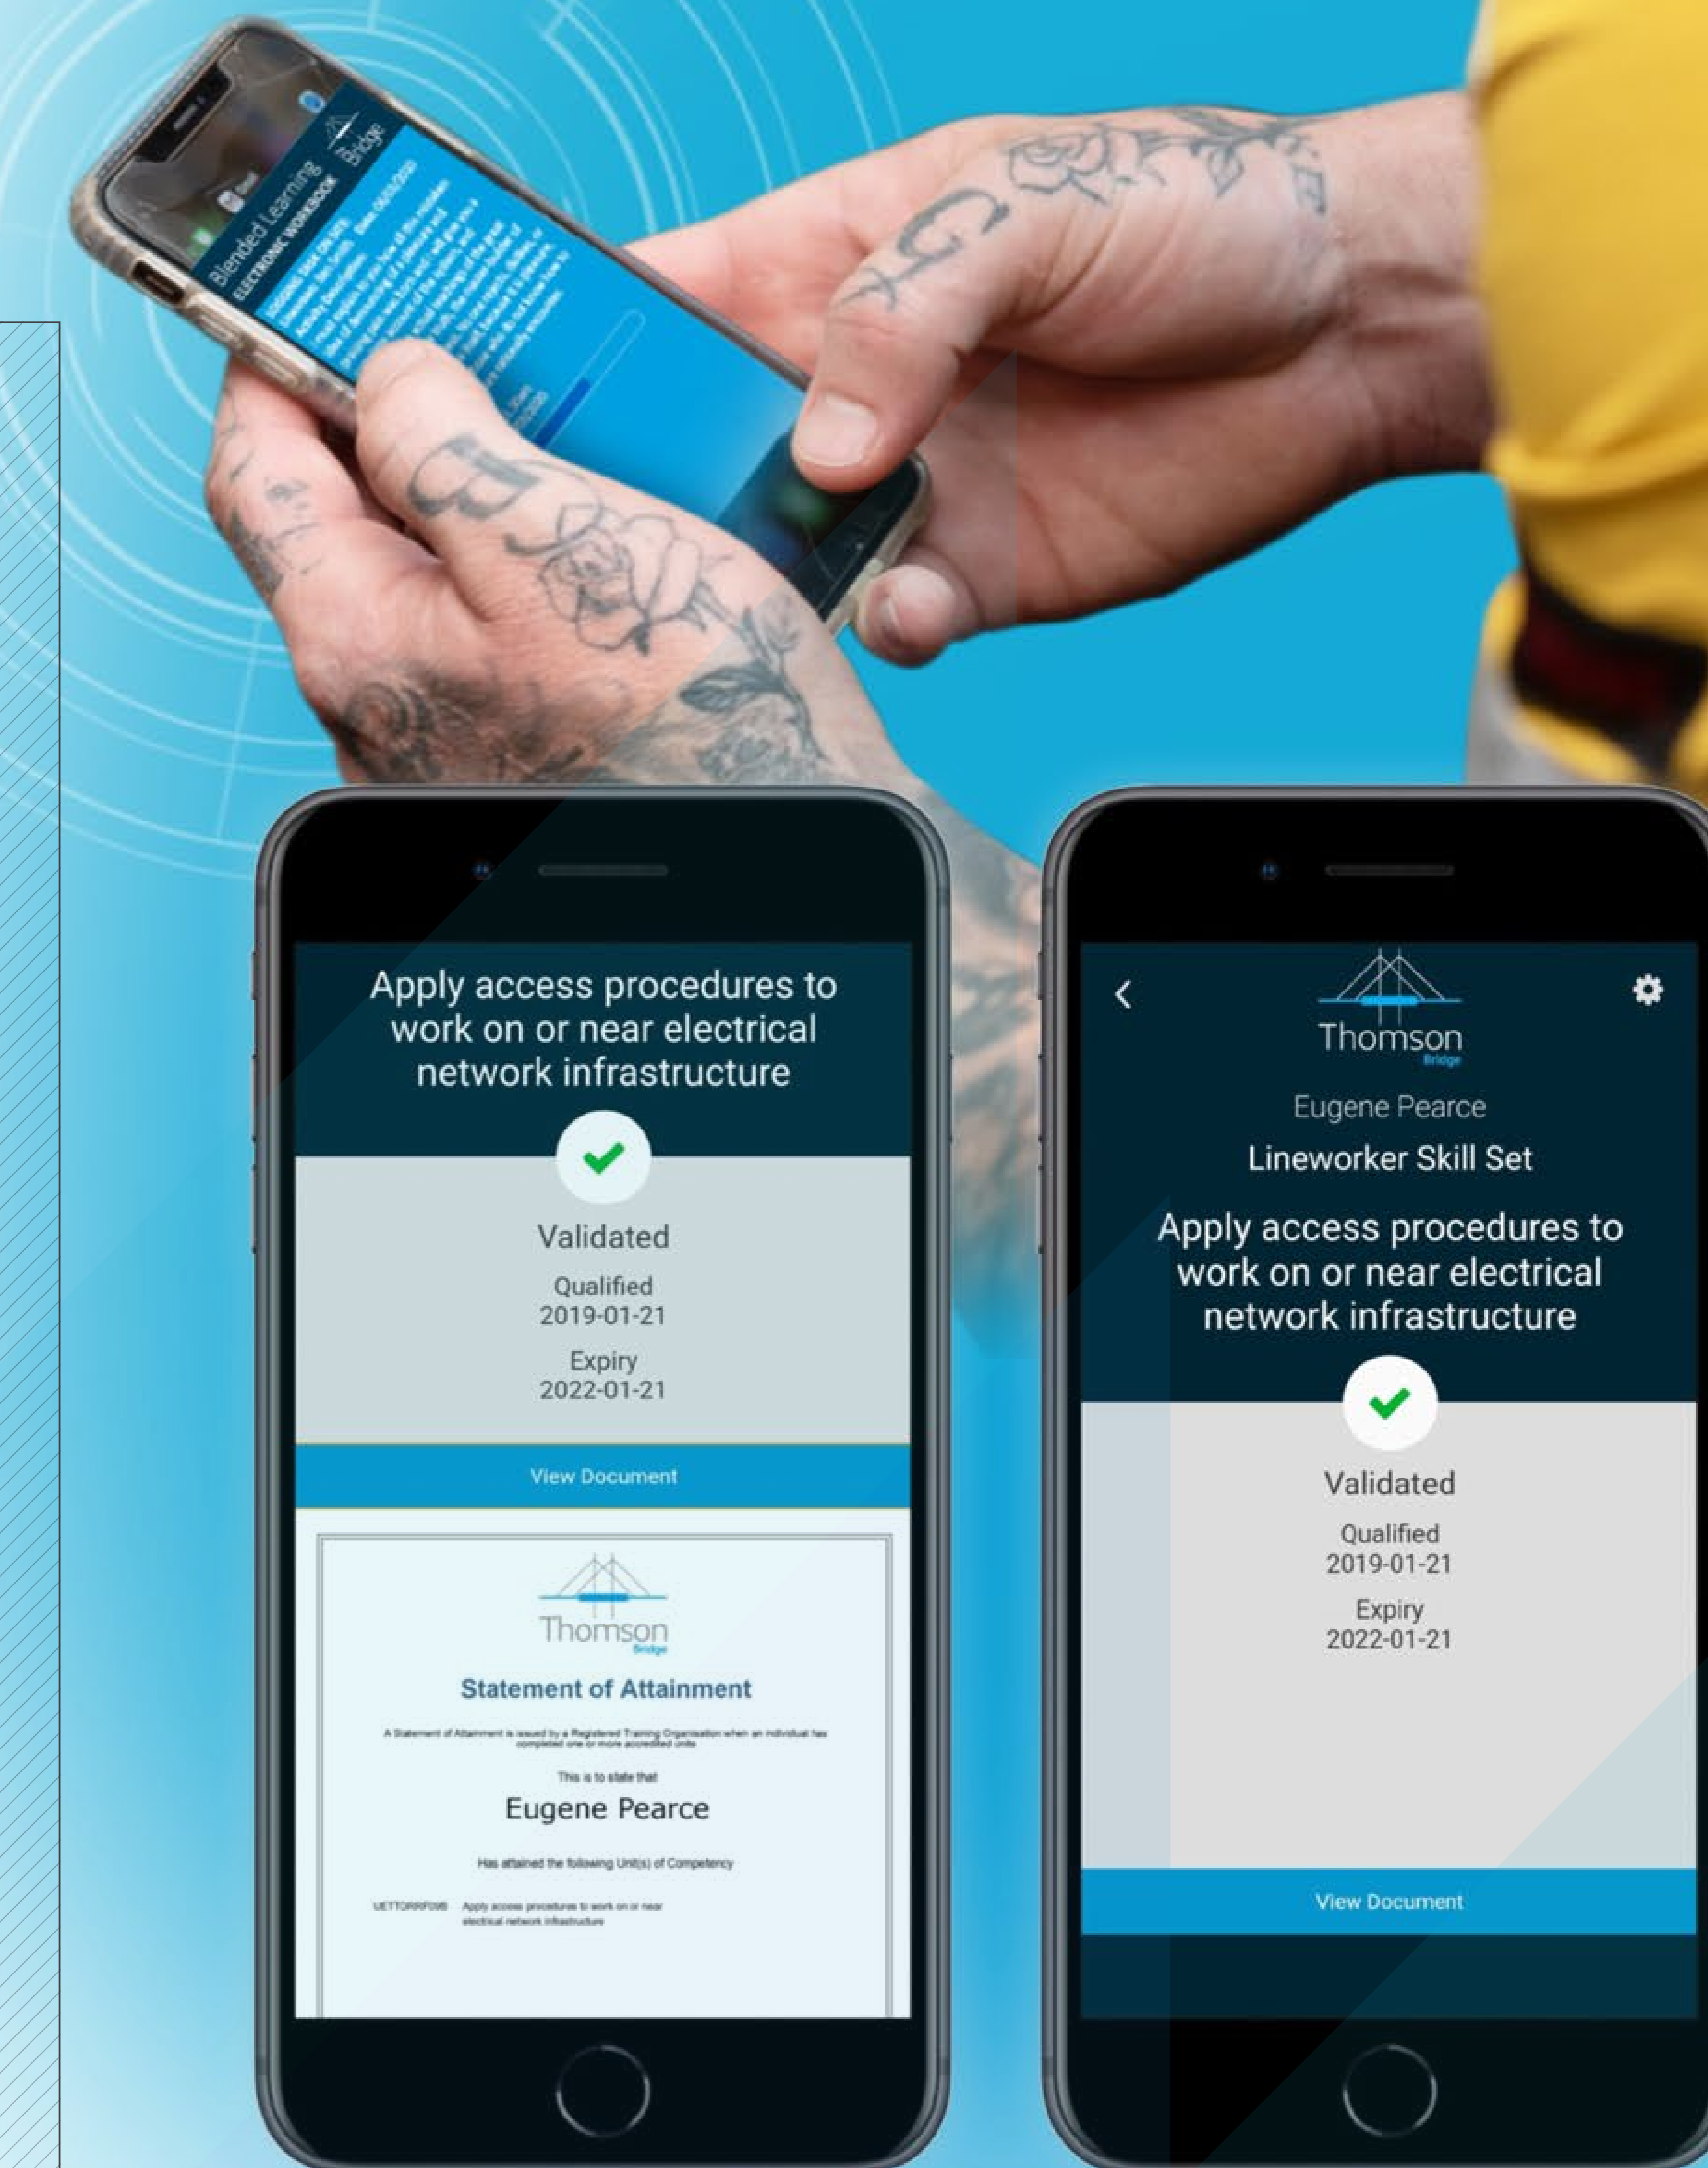 Blended Learning
ELECTRONIC WORKBOOK
The
Bridge
Apply access procedures to
work on or near electrical
network infrastructure
Validated
Qualified
2019-01-21
Expiry
2022-01-21
View Document
Thomson
Bridge
Statement of Attainment
A Statement of Attainment is issued by a Registered Training Organisation when an individual has
completed one or more accredited units
This is to state that
Eugene Pearce
Has attained the following Unit(s) of Competency
Apply access procedures to work on or near
electrical network infrastructure
Thomson
Bridge
Eugene Pearce
Lineworker Skill Set
Apply access procedures to
work on or near electrical
network infrastructure
Validated
Qualified
2019-01-21
Expiry
2022-01-21
View Document